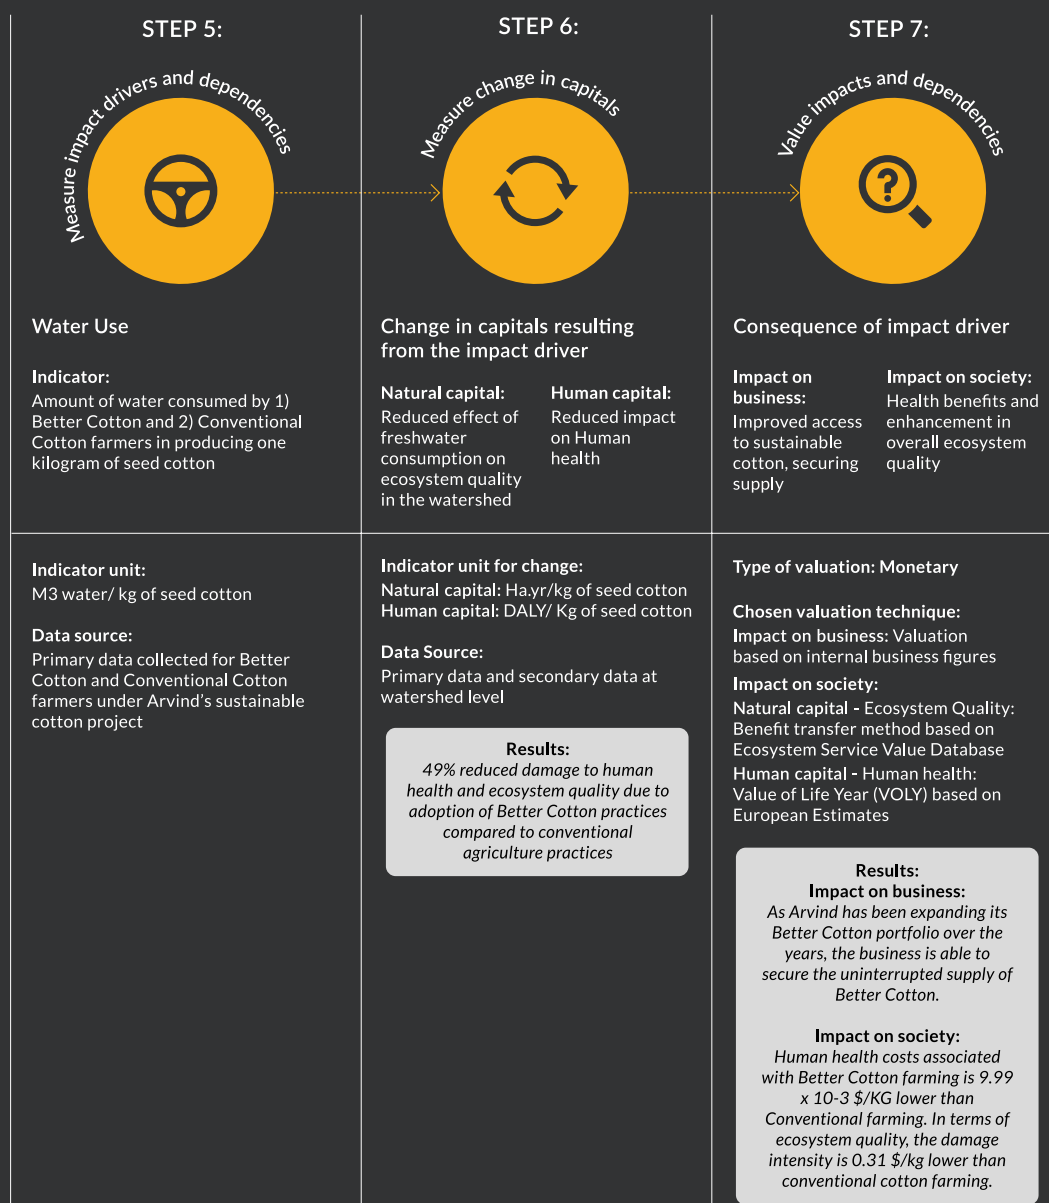 STEP 5:
Measure impact drivers and dependencies
Water Use
Indicator:
Amount of water consumed by 1)
Better Cotton and 2) Conventional
Cotton farmers in producing one
kilogram of seed cotton
Indicator unit:
M3 water/ kg of seed cotton
Data source:
Primary data collected for Better
Cotton and Conventional Cotton
farmers under Arvind's sustainable
cotton project
STEP 6:
Measure change in capitals
Change in capitals resulting
from the impact driver
Natural capital:
Reduced effect of
freshwater
consumption on
ecosystem quality
in the watershed
Human capital:
Reduced impact
on Human
health
Indicator unit for change:
Natural capital: Ha.yr/kg of seed cotton
Human capital: DALY/ Kg of seed cotton
Data Source:
Primary data and secondary data at
watershed level
Results:
49% reduced damage to human
health and ecosystem quality due to
adoption of Better Cotton practices
compared to conventional
agriculture practices
STEP 7:
Value impacts and dependencies
?
Consequence of impact driver
Impact on
business:
Improved access
to sustainable
cotton, securing
supply
Impact on society:
Health benefits and
enhancement in
overall ecosystem
quality
Type of valuation: Monetary
Chosen valuation technique:
Impact on business: Valuation
based on internal business figures
Impact on society:
Natural capital - Ecosystem Quality:
Benefit transfer method based on
Ecosystem Service Value Database
Human capital - Human health:
Value of Life Year (VOLY) based on
European Estimates
Results:
Impact on business:
As Arvind has been expanding its
Better Cotton portfolio over the
years, the business is able to
secure the uninterrupted supply of
Better Cotton.
Impact on society:
Human health costs associated
with Better Cotton farming is 9.99
x 10-3 $/KG lower than
Conventional farming. In terms of
ecosystem quality, the damage
intensity is 0.31 $/kg lower than
conventional cotton farming.